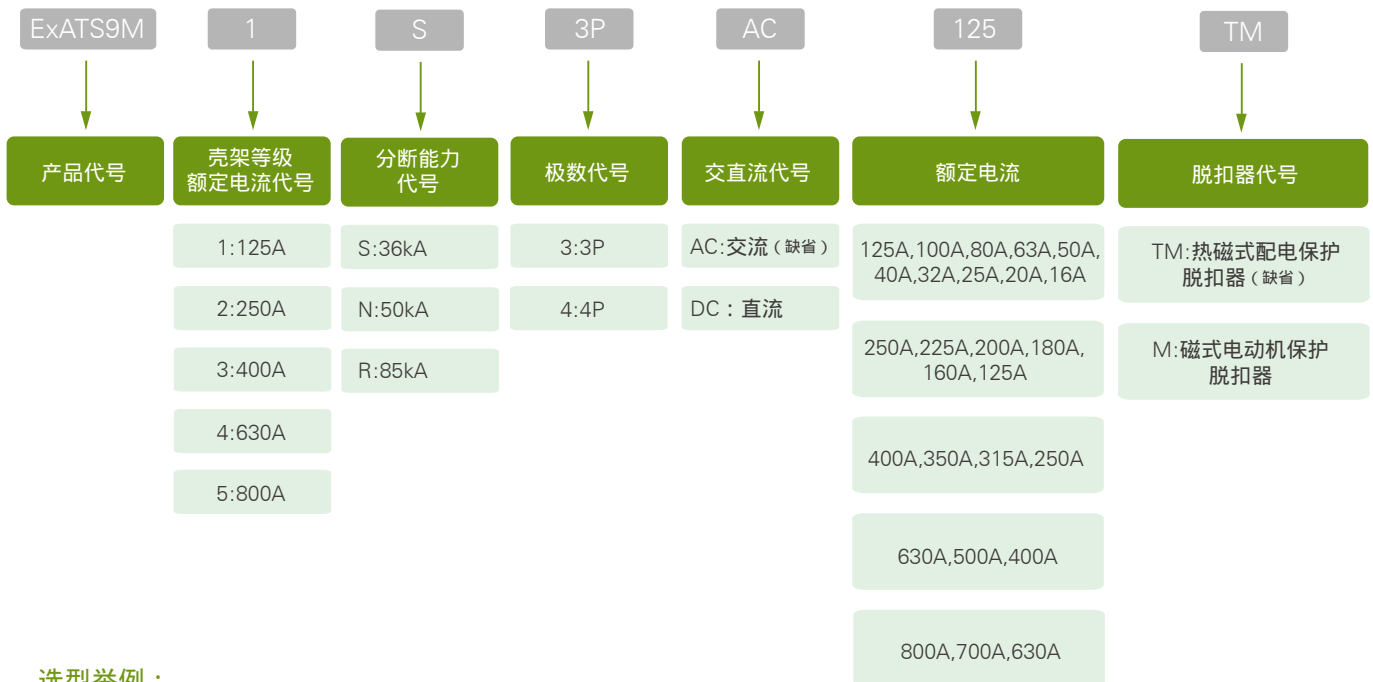 ExATS9M
1
S
3P
AC
125
TM
产品代号
壳架等级
额定电流代号
分断能力
代号
极数代号
交直流代号
额定电流
脱扣器代号
1:125A
2:250A
3:400A
4:630A
5:800A
S:36kA
N:50kA
R:85kA
3:3P
4:4P
AC:交流（缺省）
DC：直流
125A,100A,80A,63A,50A,
40A,32A,25A,20A,16A
250A,225A,200A,180A,
160A,125A
400A,350A,315A,250A
630A,500A,400A
800A,700A,630A
TM:热磁式配电保护
脱扣器（缺省）
M:磁式电动机保护
脱扣器
选型举例：